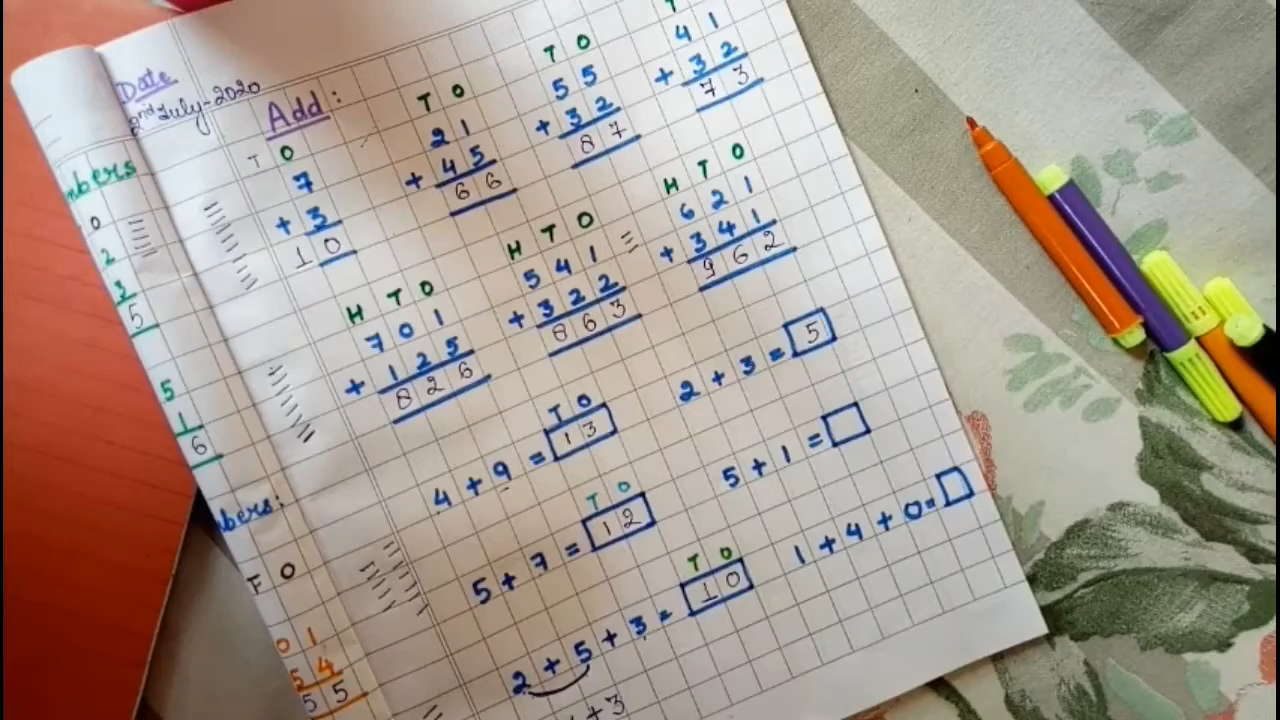 Date
2nd July-2020
Add:
T O
7
+ 3
1 0
T O
2 1
+ 4 5
6 6
T O
5 5
+ 3 2
8 7
T
4 1
+ 3 2
7 3
H T O
7 0 1
+ 1 2 5
8 2 6
H T O
5 4 1
+ 3 2 2
8 6 3
H T O
6 2 1
+ 3 4 1
9 6 2
T O
4 + 9 = 1 3
2 + 3 = 5
T O
5 + 7 = 1 2
5 + 1 =
T O
2 + 5 + 3 = 1 0
1 + 4 + 0 =
+ 3
mbers
0
2
3
5
5
1
6
mbers:
F O
0 1
5 4
5 5